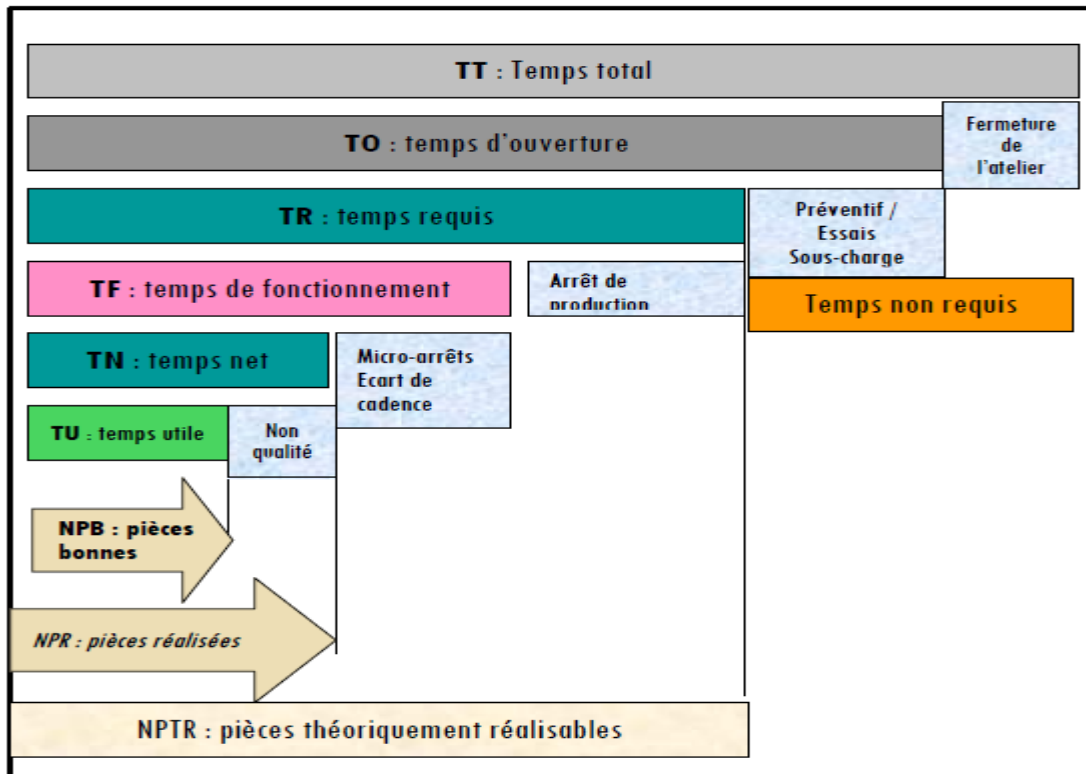 TT : Temps total
TO : temps d'ouverture
Fermeture
de
l'atelier
TR : temps requis
Préventif /
Essais
Sous-charge
TF : temps de fonctionnement
Arrêt de
production
Temps non requis
TN : temps net
Micro-arrêts
Ecart de
cadence
TU : temps utile
Non
qualité
NPB : pièces
bonnes
NPR : pièces réalisées
NPTR : pièces théoriquement réalisables